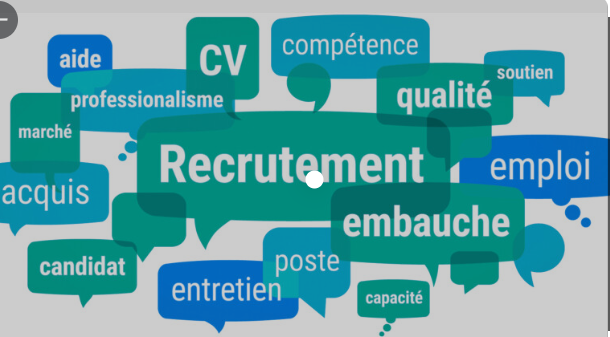 aide
CV
compétence
soutien
professionalisme
qualité
marché
Recrutement
emploi
acquis
embauche
candidat
poste
entretien
capacité